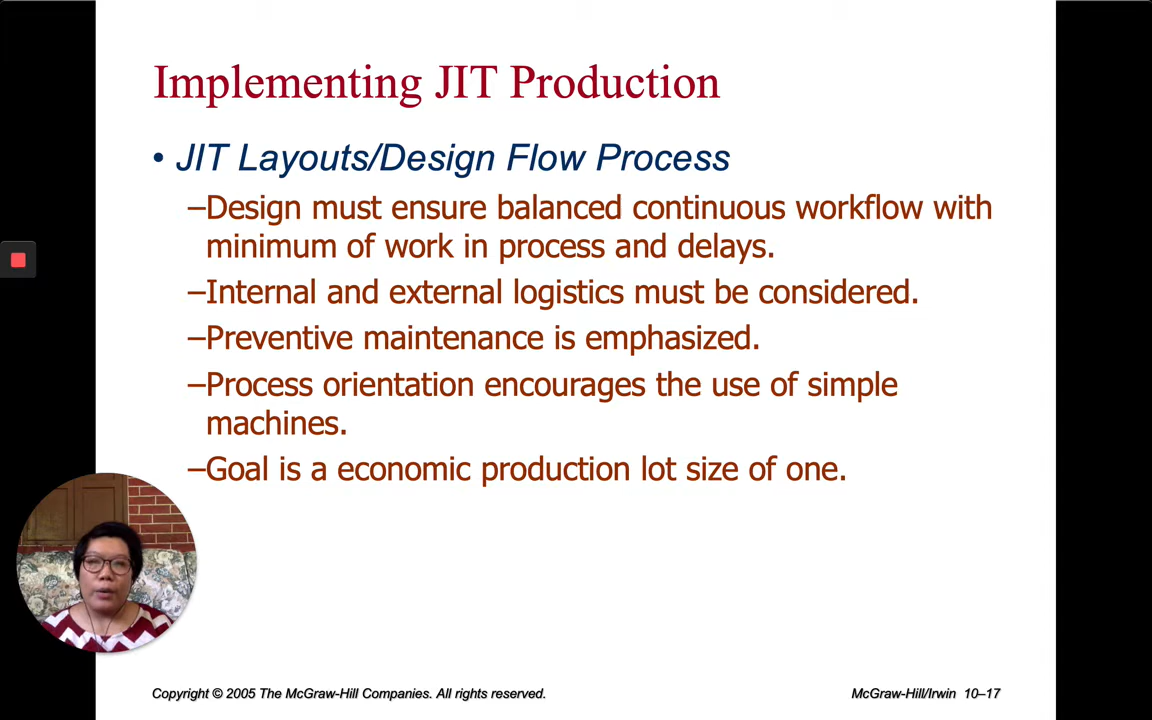 Implementing JIT Production
• JIT Layouts/Design Flow Process
–Design must ensure balanced continuous workflow with
minimum of work in process and delays.
–Internal and external logistics must be considered.
–Preventive maintenance is emphasized.
–Process orientation encourages the use of simple
machines.
–Goal is a economic production lot size of one.
Copyright © 2005 The McGraw-Hill Companies. All rights reserved.
McGraw-Hill/Irwin 10–17